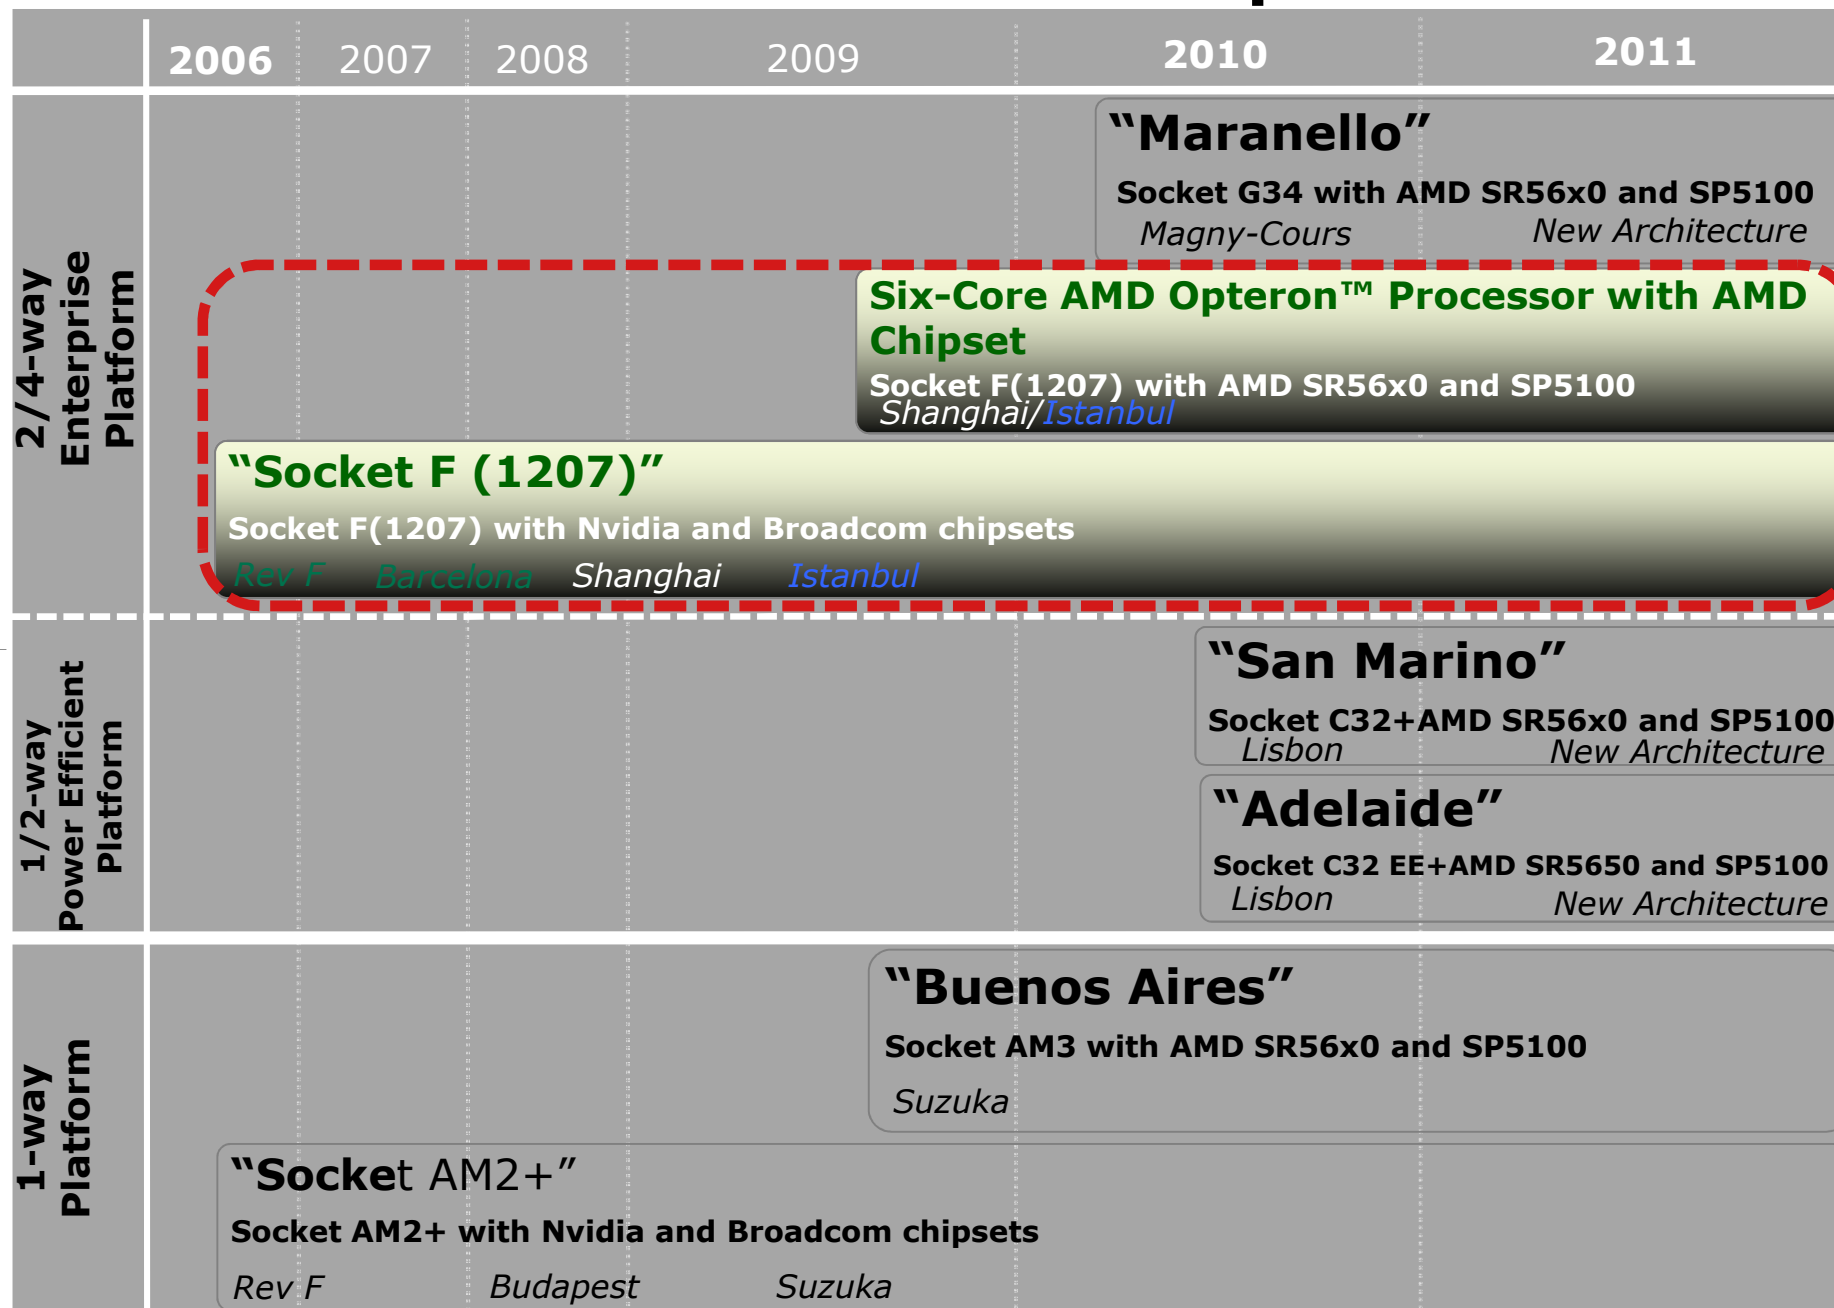 2006 2007 2008 2009 2010 2011
2/4-way
Enterprise
Platform
“Maranello”
Socket G34 with AMD SR56x0 and SP5100
Magny-Cours New Architecture
Six-Core AMD Opteron™ Processor with AMD
Chipset
Socket F(1207) with AMD SR56x0 and SP5100
Shanghai/Istanbul
“Socket F (1207)”
Socket F(1207) with Nvidia and Broadcom chipsets
Rev F Barcelona Shanghai Istanbul
1/2-way
Power Efficient
Platform
“San Marino”
Socket C32+AMD SR56x0 and SP5100
Lisbon New Architecture
“Adelaide”
Socket C32 EE+AMD SR5650 and SP5100
Lisbon New Architecture
1-way
Platform
“Buenos Aires”
Socket AM3 with AMD SR56x0 and SP5100
Suzuka
“Socket AM2+”
Socket AM2+ with Nvidia and Broadcom chipsets
Rev F Budapest Suzuka